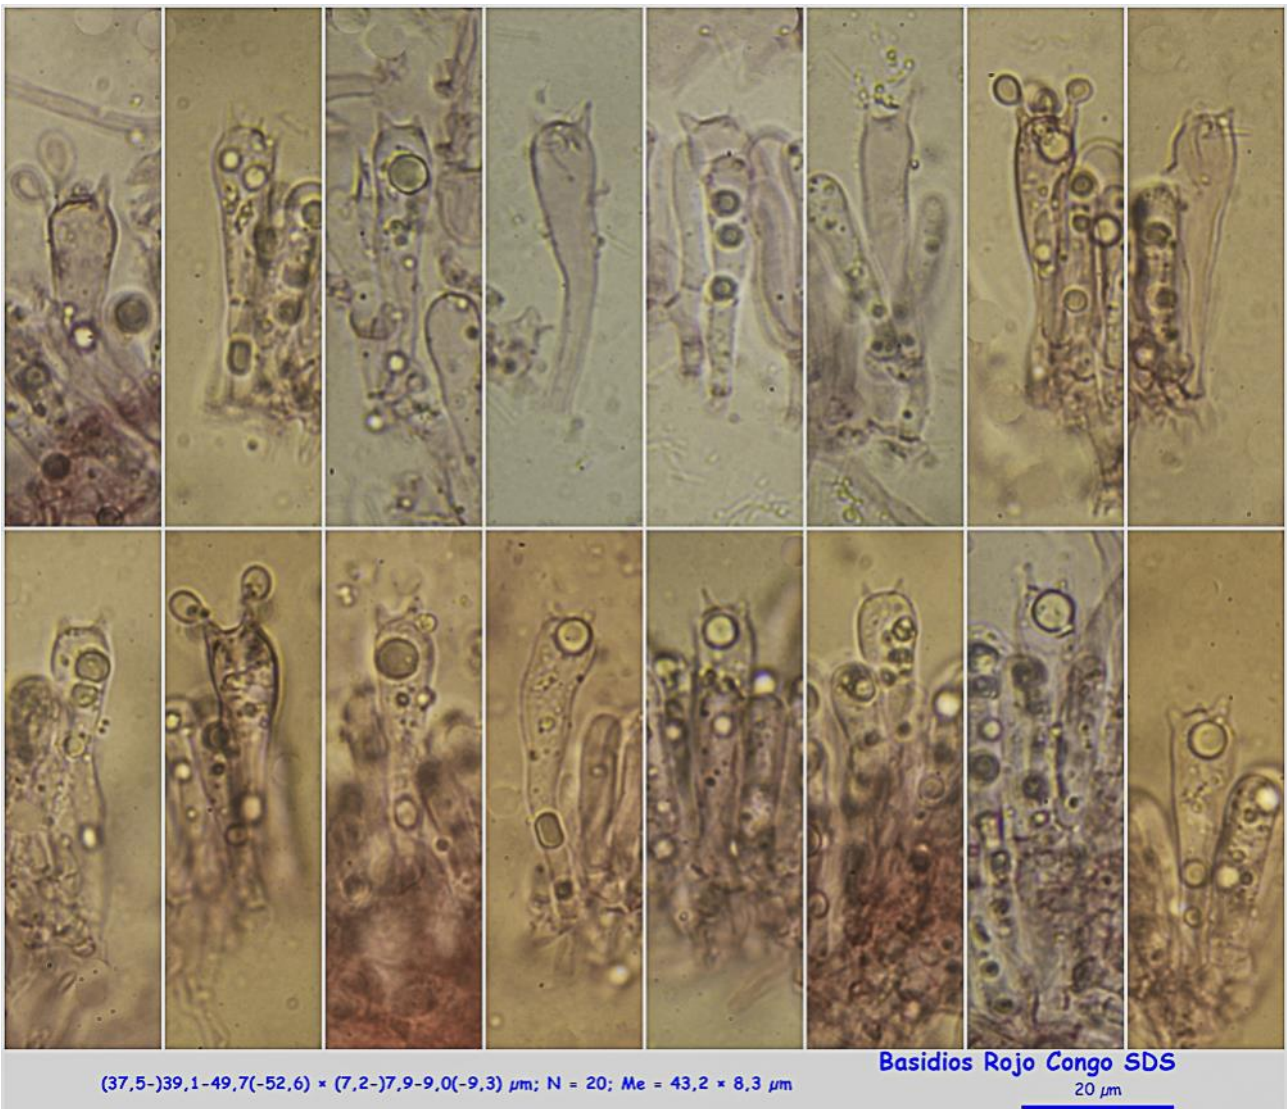 Basidios Rojo Congo SDS
(37,5-)39,1-49,7(-52,6) × (7,2-)7,9-9,0(-9,3) µm; N = 20; Me = 43,2 × 8,3 µm
20 µm